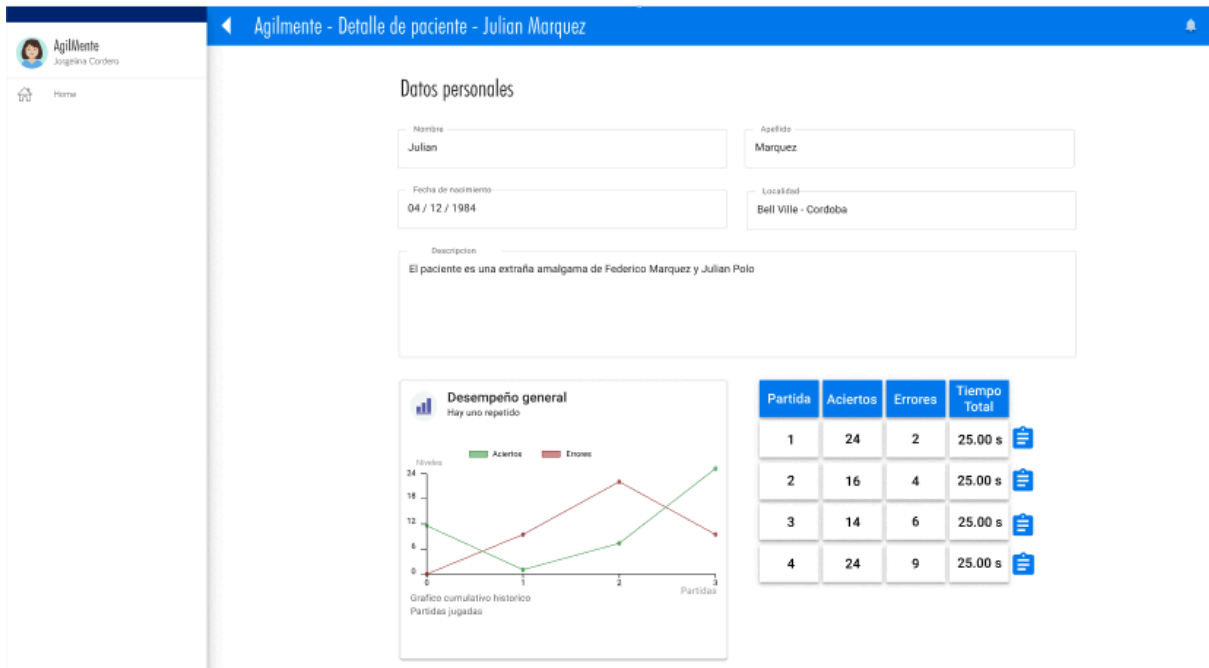 Agilmente - Detalle de paciente - Julian Marquez
AgilMente
Josgelina Cordero
Home
Datos personales
Nombre
Julian
Apellido
Marquez
Fecha de nacimiento
04 / 12 / 1984
Localidad
Bell Ville - Cordoba
Descripcion
El paciente es una extraña amalgama de Federico Marquez y Julian Polo
Desempeño general
Hay uno repetido
Aciertos Errores
Niveles
24
18
12
6
0
0 1 2 3
Partidas
Grafico cumulativo historico
Partidas jugadas
Partida Aciertos Errores Tiempo Total
1 24 2 25.00 s
2 16 4 25.00 s
3 14 6 25.00 s
4 24 9 25.00 s